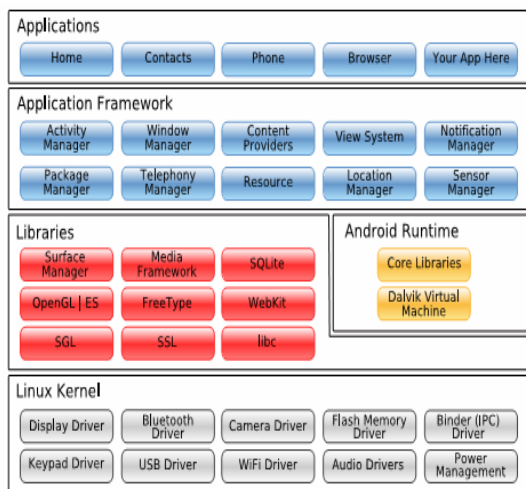 Applications
Home
Contacts
Phone
Browser
Your App Here
Application Framework
Activity
Manager
Window
Manager
Content
Providers
View System
Notification
Manager
Package
Manager
Telephony
Manager
Resource
Location
Manager
Sensor
Manager
Libraries
Surface
Manager
Media
Framework
SQLite
OpenGL | ES
FreeType
WebKit
SGL
SSL
libc
Android Runtime
Core Libraries
Dalvik Virtual
Machine
Linux Kernel
Display Driver
Bluetooth
Driver
Camera Driver
Flash Memory
Driver
Binder (IPC)
Driver
Keypad Driver
USB Driver
WiFi Driver
Audio Drivers
Power
Management